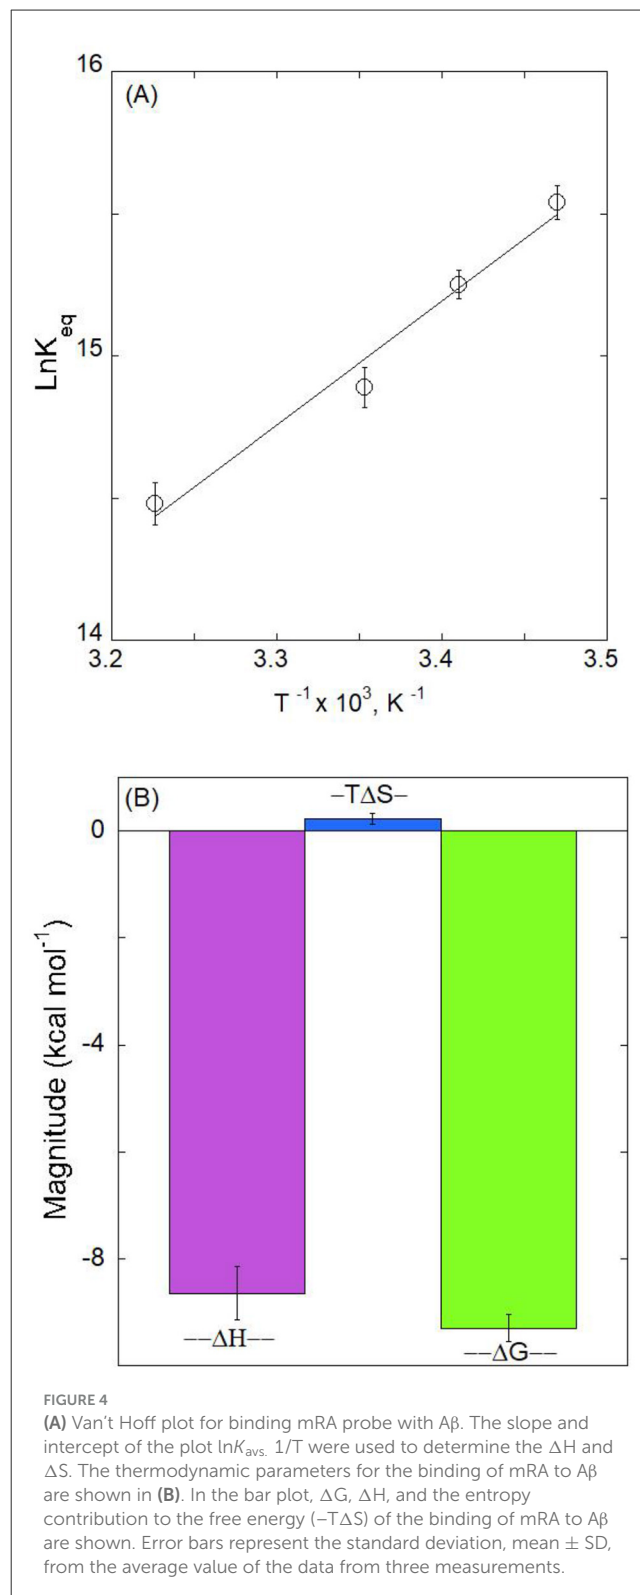 16
(A)
15
LnKeq
14
3.2 3.3 3.4 3.5
T⁻¹ x 10³, K⁻¹
(B)
–TΔS-
0
-4
-8
Magnitude (kcal mol⁻¹)
––ΔH––
––ΔG––
FIGURE 4
(A) Van't Hoff plot for binding mRA probe with Aβ. The slope and
intercept of the plot lnKavs. 1/T were used to determine the ΔH and
ΔS. The thermodynamic parameters for the binding of mRA to Aβ
are shown in (B). In the bar plot, ΔG, ΔH, and the entropy
contribution to the free energy (–TΔS) of the binding of mRA to Aβ
are shown. Error bars represent the standard deviation, mean ± SD,
from the average value of the data from three measurements.